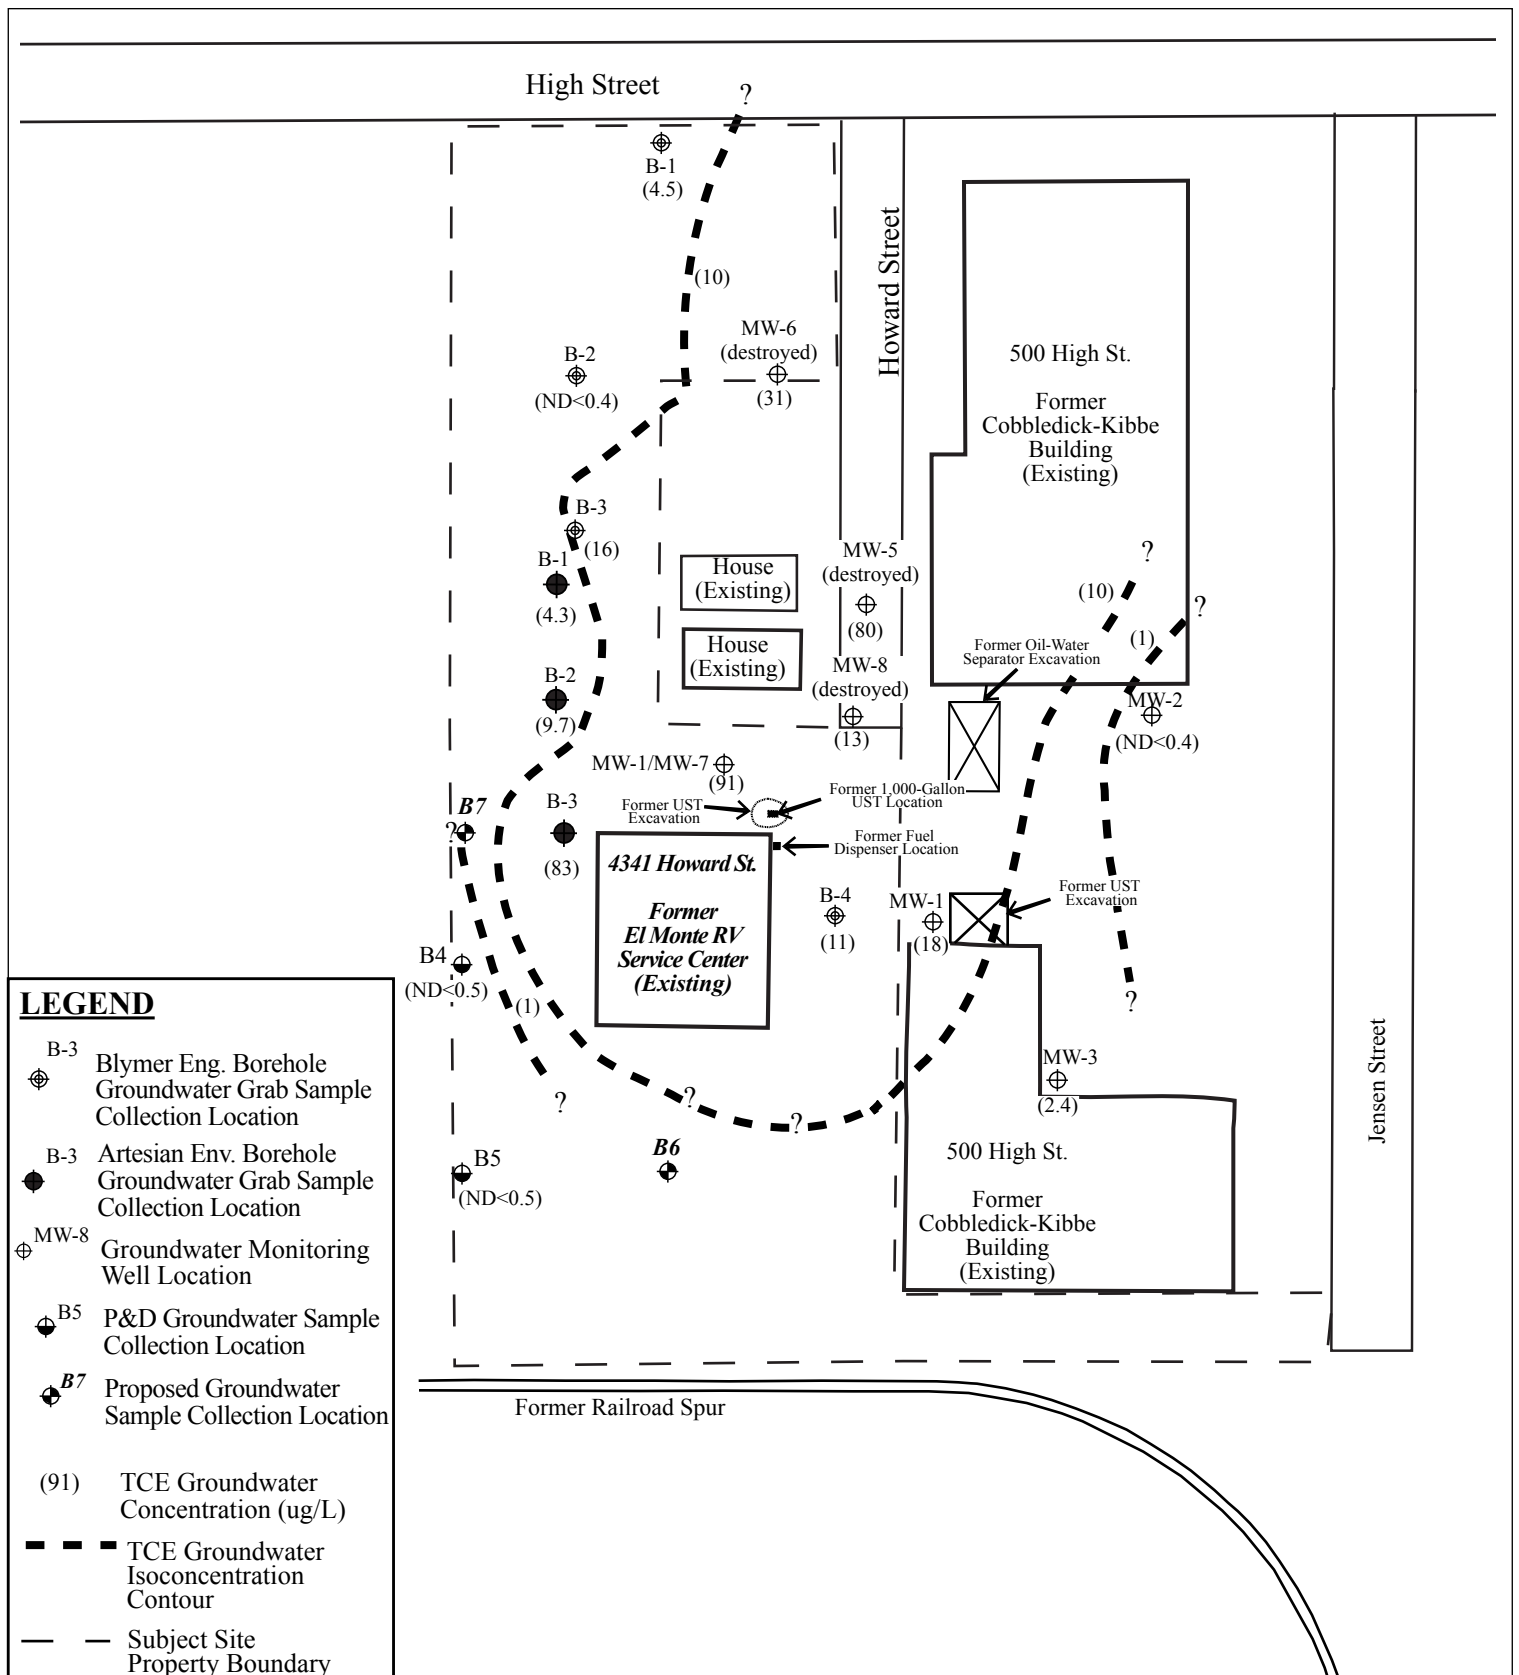 High Street
?
B-1
(4.5)
(10)
Howard Street
MW-6
(destroyed)
(31)
B-2
(ND<0.4)
500 High St.
Former
Cobbledick-Kibbe
Building
(Existing)
B-3
(16)
B-1
(4.3)
House
(Existing)
House
(Existing)
MW-5
(destroyed)
(80)
MW-8
(destroyed)
(13)
?
(10)
?
(1)
Former Oil-Water
Separator Excavation
MW-2
(ND<0.4)
B-2
(9.7)
MW-1/MW-7
(91)
Former UST
Excavation
Former 1,000-Gallon
UST Location
Former Fuel
Dispenser Location
B7
?
B-3
(83)
4341 Howard St.
Former
El Monte RV
Service Center
(Existing)
B-4
(11)
MW-1
(18)
Former UST
Excavation
B4
(ND<0.5)
(1)
?
?
?
?
MW-3
(2.4)
B5
(ND<0.5)
B6
500 High St.
Former
Cobbledick-Kibbe
Building
(Existing)
Jensen Street
Former Railroad Spur
LEGEND
B-3
Blymer Eng. Borehole
Groundwater Grab Sample
Collection Location
B-3
Artesian Env. Borehole
Groundwater Grab Sample
Collection Location
MW-8
Groundwater Monitoring
Well Location
B5
P&D Groundwater Sample
Collection Location
B7
Proposed Groundwater
Sample Collection Location
(91)
TCE Groundwater
Concentration (ug/L)
TCE Groundwater
Isoconcentration
Contour
Subject Site
Property Boundary